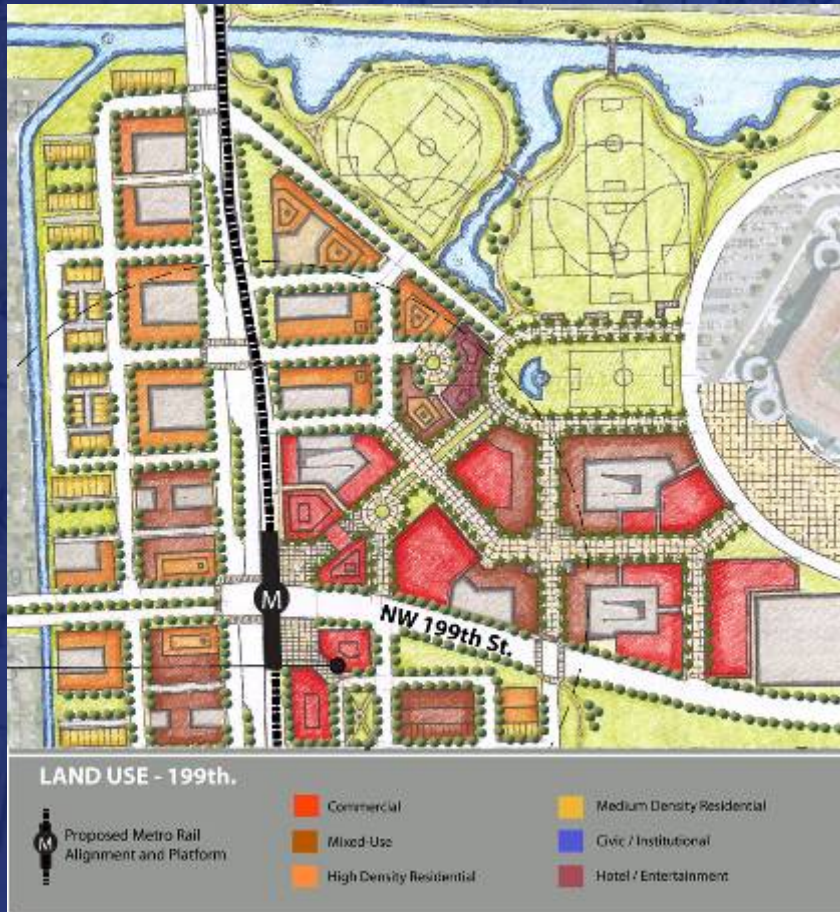 M
NW 199th St.
LAND USE - 199th.
M
Proposed Metro Rail
Alignment and Platform
Commercial
Mixed-Use
High Density Residential
Medium Density Residential
Civic / Institutional
Hotel / Entertainment